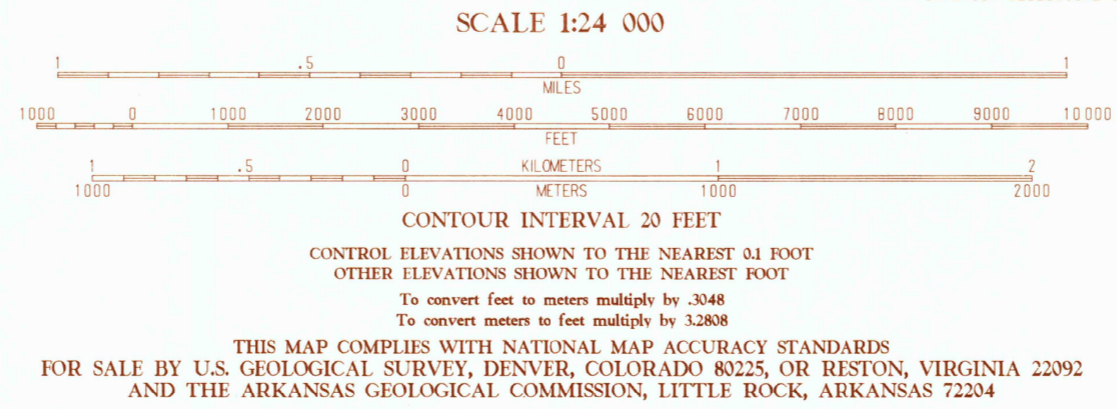 SCALE 1:24 000
1 .5 0 1
MILES
1000 0 1000 2000 3000 4000 5000 6000 7000 8000 9000 10 000
FEET
1 .5 0 KILOMETERS 1 2
1000 0 METERS 1000 2000
CONTOUR INTERVAL 20 FEET
CONTROL ELEVATIONS SHOWN TO THE NEAREST 0.1 FOOT
OTHER ELEVATIONS SHOWN TO THE NEAREST FOOT
To convert feet to meters multiply by .3048
To convert meters to feet multiply by 3.2808
THIS MAP COMPLIES WITH NATIONAL MAP ACCURACY STANDARDS
FOR SALE BY U.S. GEOLOGICAL SURVEY, DENVER, COLORADO 80225, OR RESTON, VIRGINIA 22092
AND THE ARKANSAS GEOLOGICAL COMMISSION, LITTLE ROCK, ARKANSAS 72204